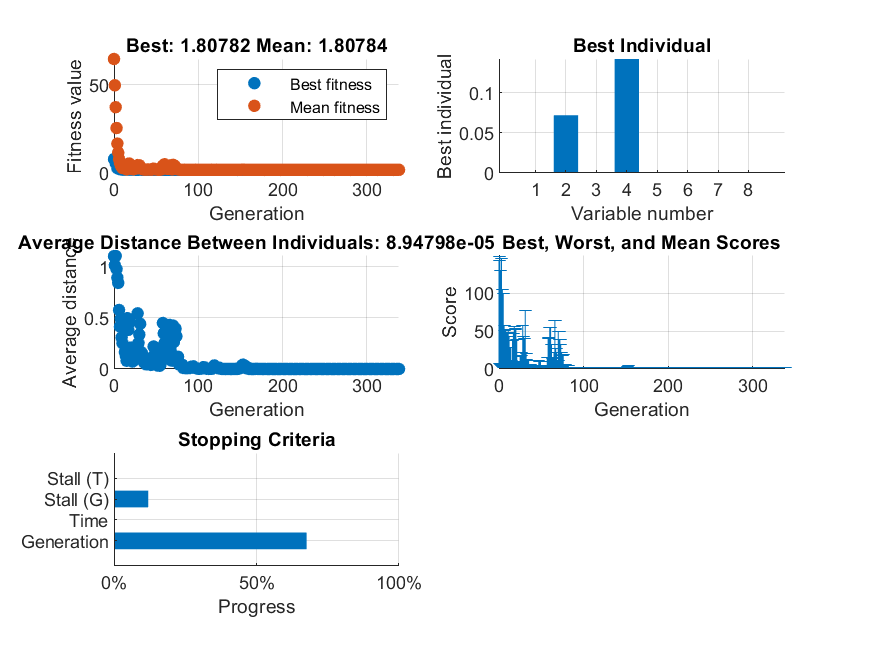 Best: 1.80782 Mean: 1.80784
Fitness value
50
0
Best fitness
Mean fitness
0 100 200 300
Generation
Best Individual
Best individual
0.1
0.05
0
1 2 3 4 5 6 7 8
Variable number
Average Distance Between Individuals: 8.94798e-05
Average distance
1
0.5
0
0 100 200 300
Generation
Best, Worst, and Mean Scores
Score
100
50
0
0 100 200 300
Generation
Stopping Criteria
Stall (T)
Stall (G)
Time
Generation
0% 50% 100%
Progress